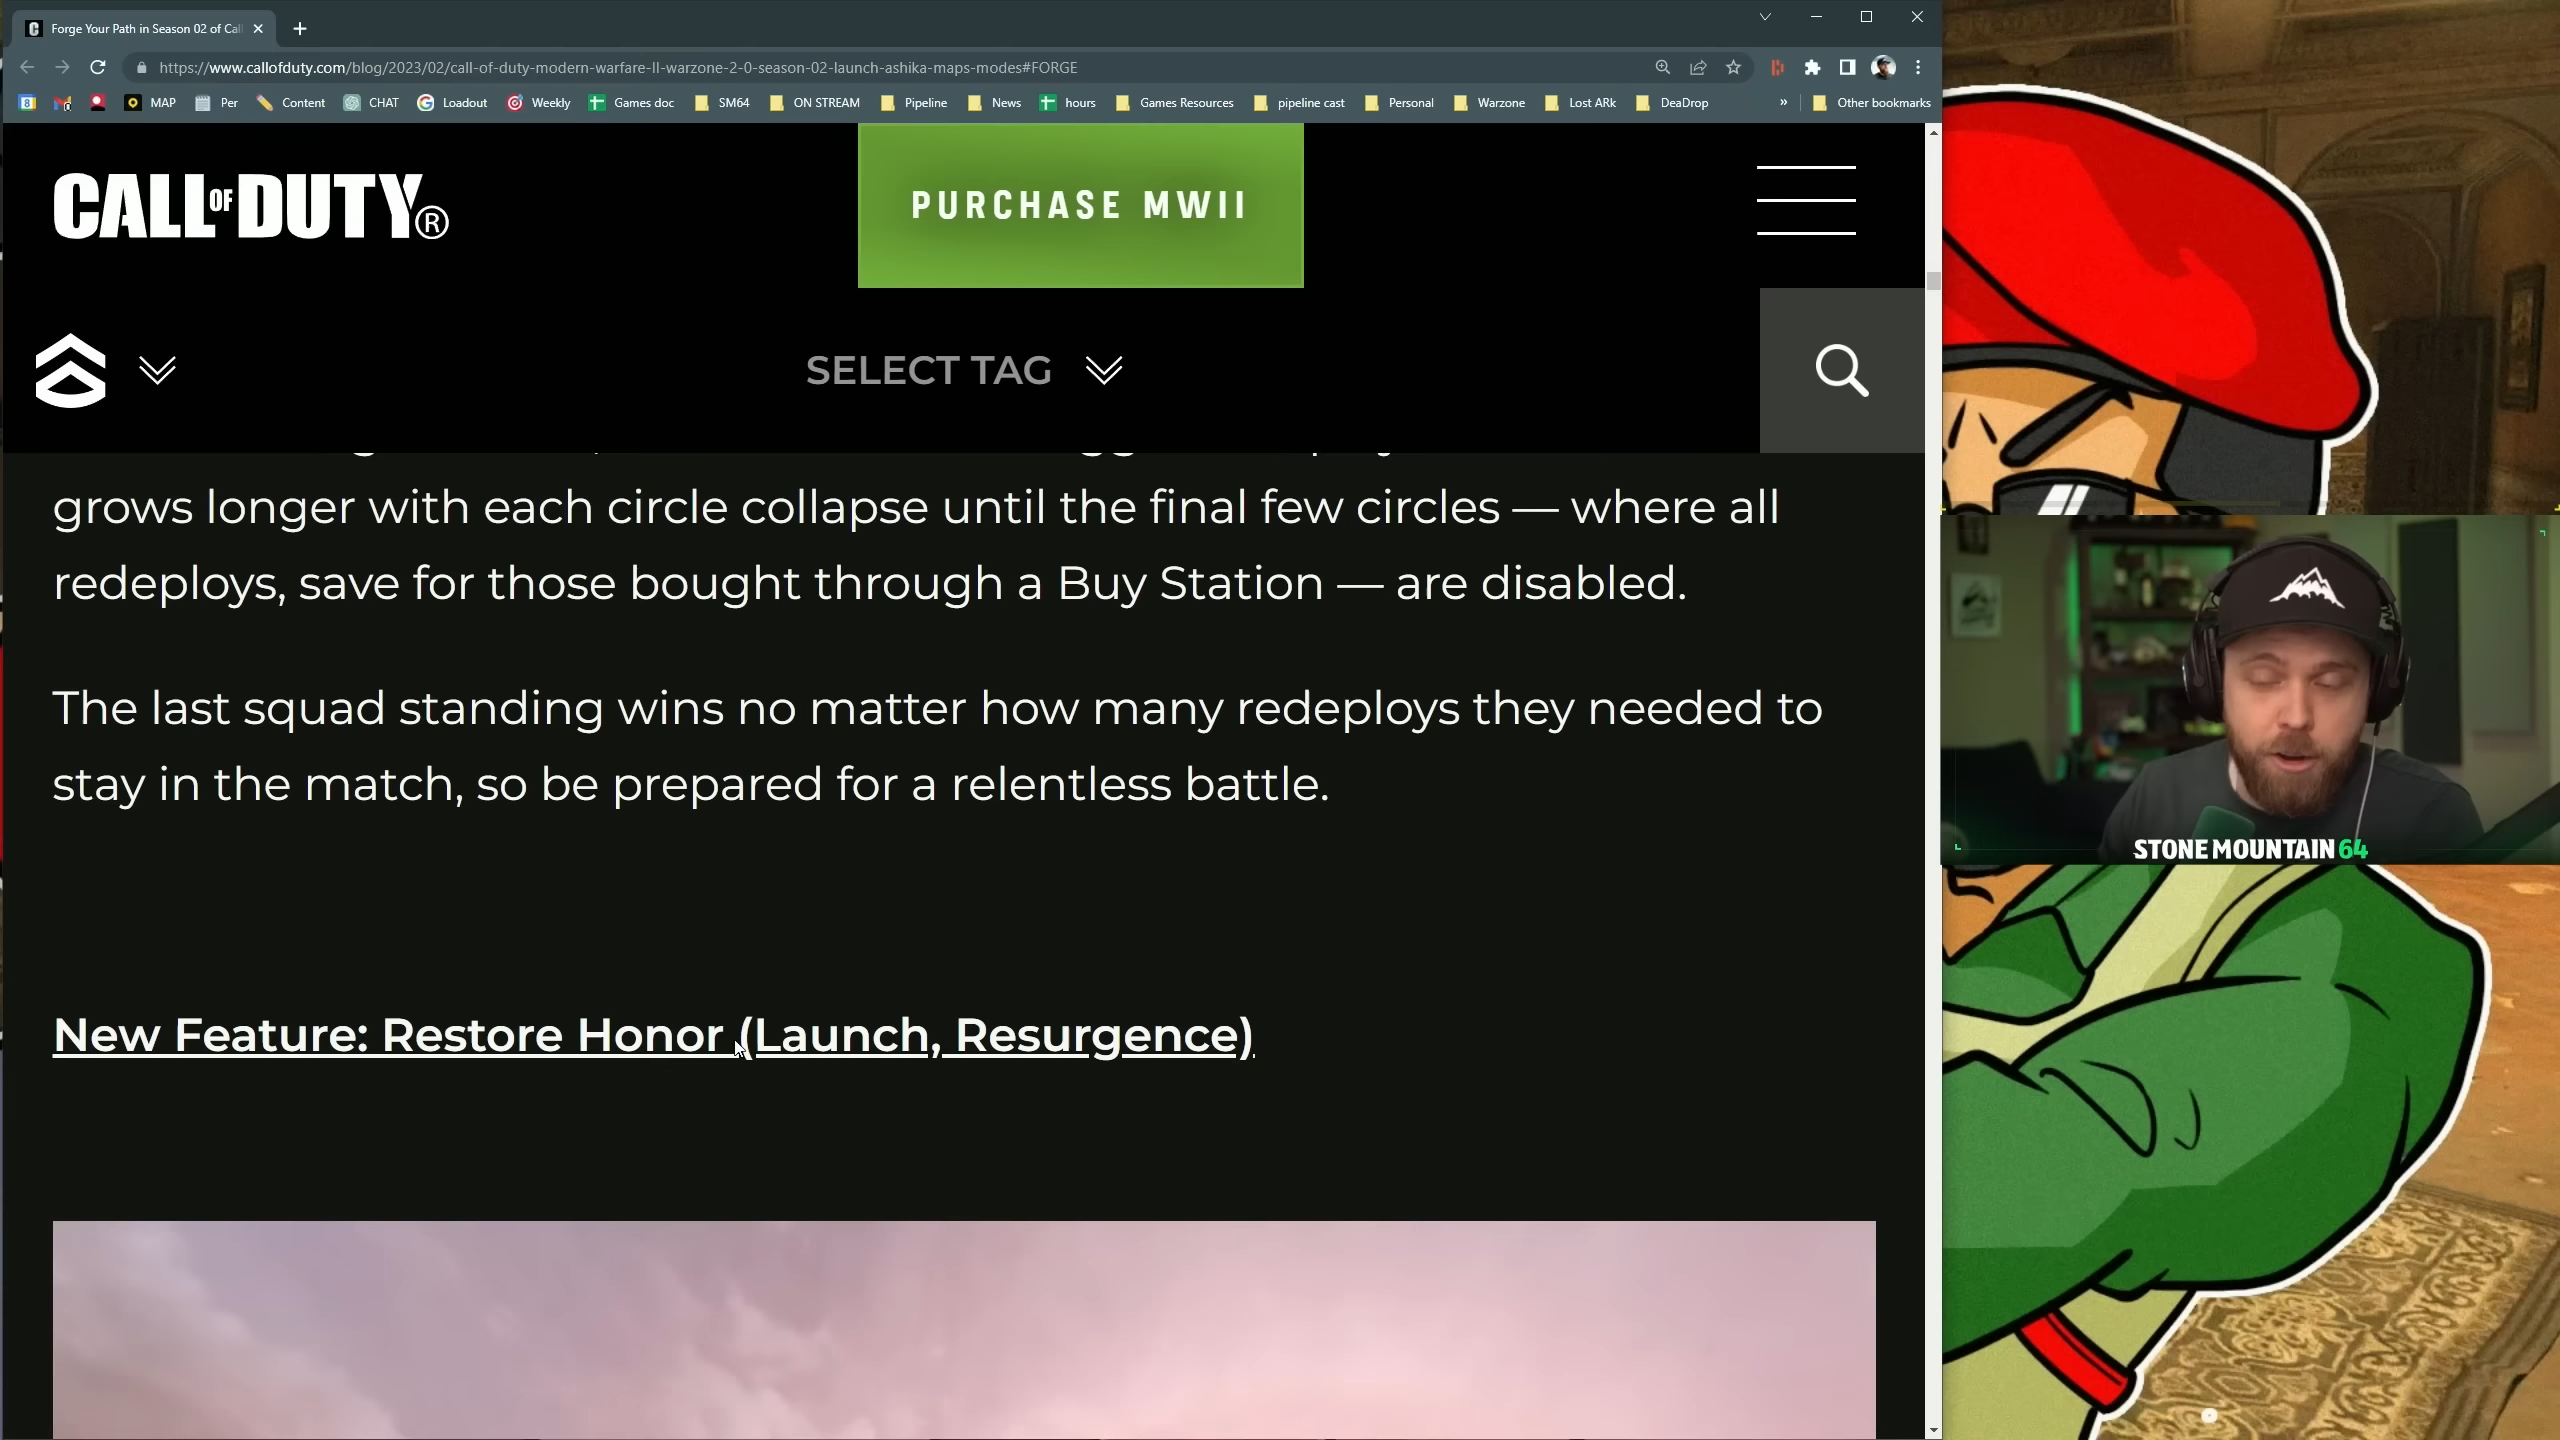 Forge Your Path in Season 02 of Cal
https://www.callofduty.com/blog/2023/02/call-of-duty-modern-warfare-II-warzone-2-0-season-02-launch-ashika-maps-modes#FORGE
MAP Per Content CHAT Loadout Weekly Games doc SM64 ON STREAM Pipeline News hours Games Resources pipeline cast Personal Warzone Lost ARk DeaDrop » Other bookmarks
CALL OF DUTY®
PURCHASE MWII
SELECT TAG
grows longer with each circle collapse until the final few circles — where all
redeploys, save for those bought through a Buy Station — are disabled.
The last squad standing wins no matter how many redeploys they needed to
stay in the match, so be prepared for a relentless battle.
New Feature: Restore Honor (Launch, Resurgence)
STONE MOUNTAIN 64